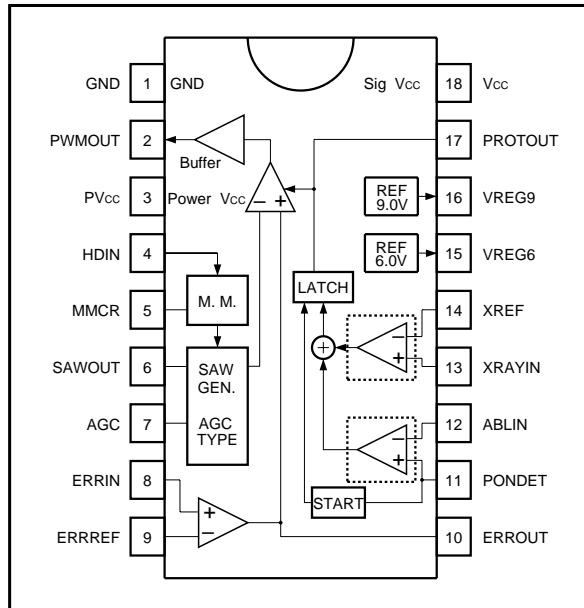 GND 1 GND Sig Vcc 18 Vcc
PWMOUT 2 Buffer 17 PROTOUT
PVcc 3 Power Vcc − + REF 9.0V 16 VREG9
HDIN 4 REF 6.0V 15 VREG6
MMCR 5 M. M. LATCH 14 XREF
SAWOUT 6 SAW GEN. + − + 13 XRAYIN
AGC 7 AGC TYPE − + 12 ABLIN
ERRIN 8 + START 11 PONDET
ERRREF 9 − 10 ERROUT